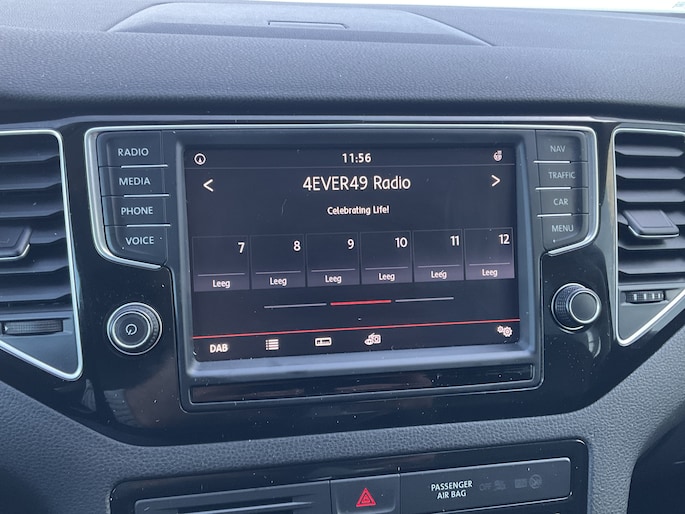 11:56
RADIO
MEDIA
PHONE
VOICE
< 4EVER49 Radio >
Celebrating Life!
7 8 9 10 11 12
Leeg Leeg Leeg Leeg Leeg Leeg
DAB
NAV
TRAFFIC
CAR
MENU
PASSENGER
AIR BAG
OFF